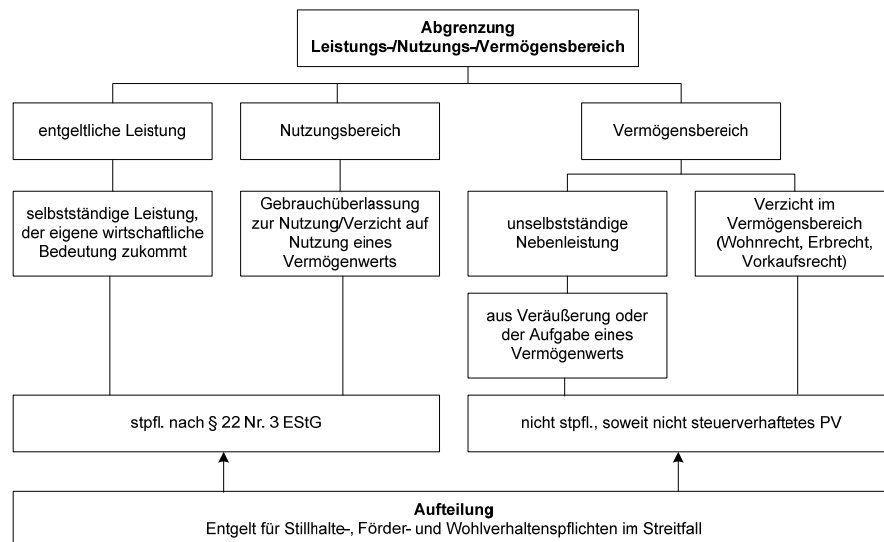 Abgrenzung
Leistungs-/Nutzungs-/Vermögensbereich
entgeltliche Leistung
Nutzungsbereich
Vermögensbereich
selbstständige Leistung,
der eigene wirtschaftliche
Bedeutung zukommt
Gebrauchüberlassung
zur Nutzung/Verzicht auf
Nutzung eines
Vermögenwerts
unselbstständige
Nebenleistung
Verzicht im
Vermögensbereich
(Wohnrecht, Erbrecht,
Vorkaufsrecht)
aus Veräußerung oder
der Aufgabe eines
Vermögenwerts
stpfl. nach § 22 Nr. 3 EStG
nicht stpfl., soweit nicht steuerverhaftetes PV
Aufteilung
Entgelt für Stillhalte-, Förder- und Wohlverhaltenspflichten im Streitfall